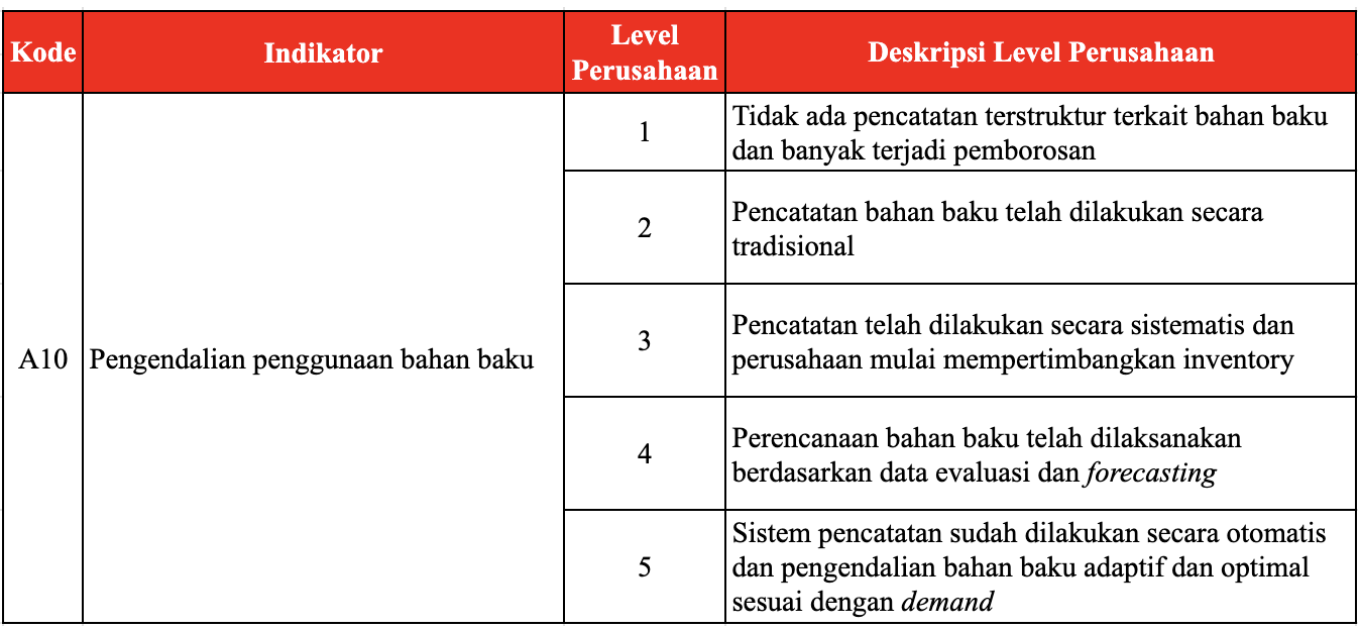 Kode
Indikator
Level
Perusahaan
Deskripsi Level Perusahaan
A10
Pengendalian penggunaan bahan baku
1
Tidak ada pencatatan terstruktur terkait bahan baku
dan banyak terjadi pemborosan
2
Pencatatan bahan baku telah dilakukan secara
tradisional
3
Pencatatan telah dilakukan secara sistematis dan
perusahaan mulai mempertimbangkan inventory
4
Perencanaan bahan baku telah dilaksanakan
berdasarkan data evaluasi dan forecasting
5
Sistem pencatatan sudah dilakukan secara otomatis
dan pengendalian bahan baku adaptif dan optimal
sesuai dengan demand